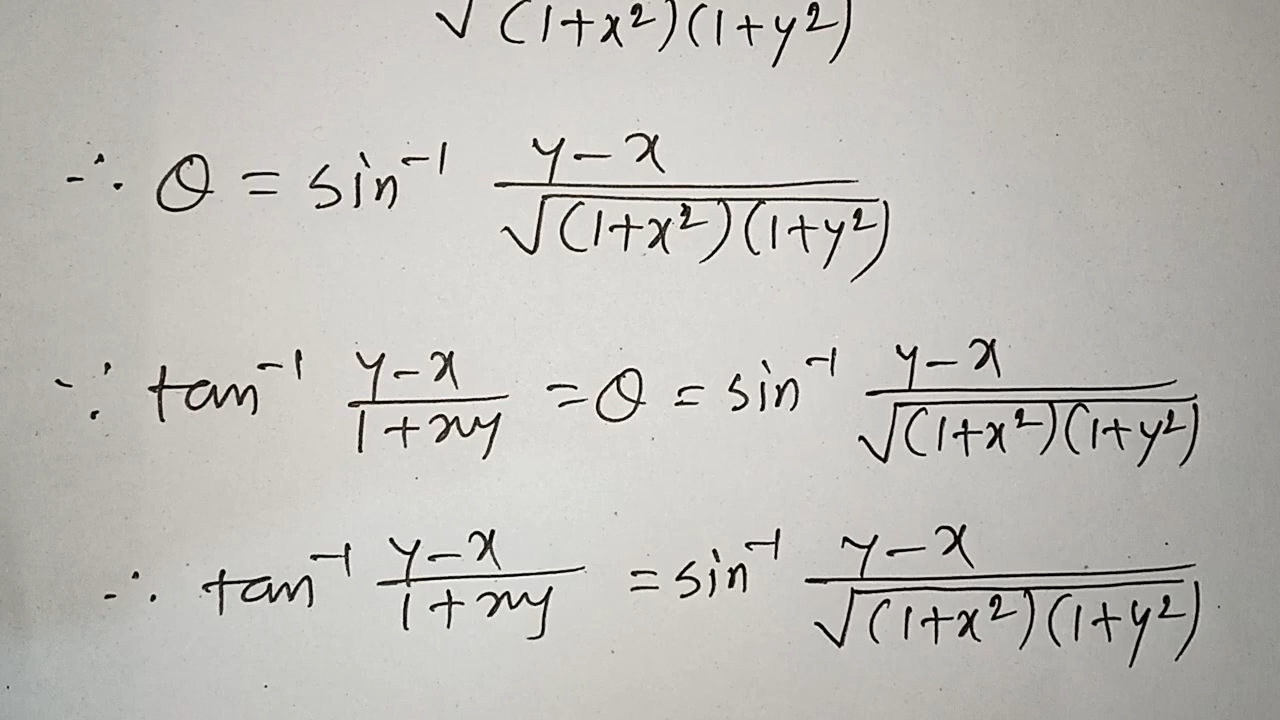 √(1+x²)(1+y²)
∴ θ = sin⁻¹ (y-x)/(√(1+x²)(1+y²))
∵ tan⁻¹ (y-x)/(1+xy) = θ = sin⁻¹ (y-x)/(√(1+x²)(1+y²))
∴ tan⁻¹ (y-x)/(1+xy) = sin⁻¹ (y-x)/(√(1+x²)(1+y²))